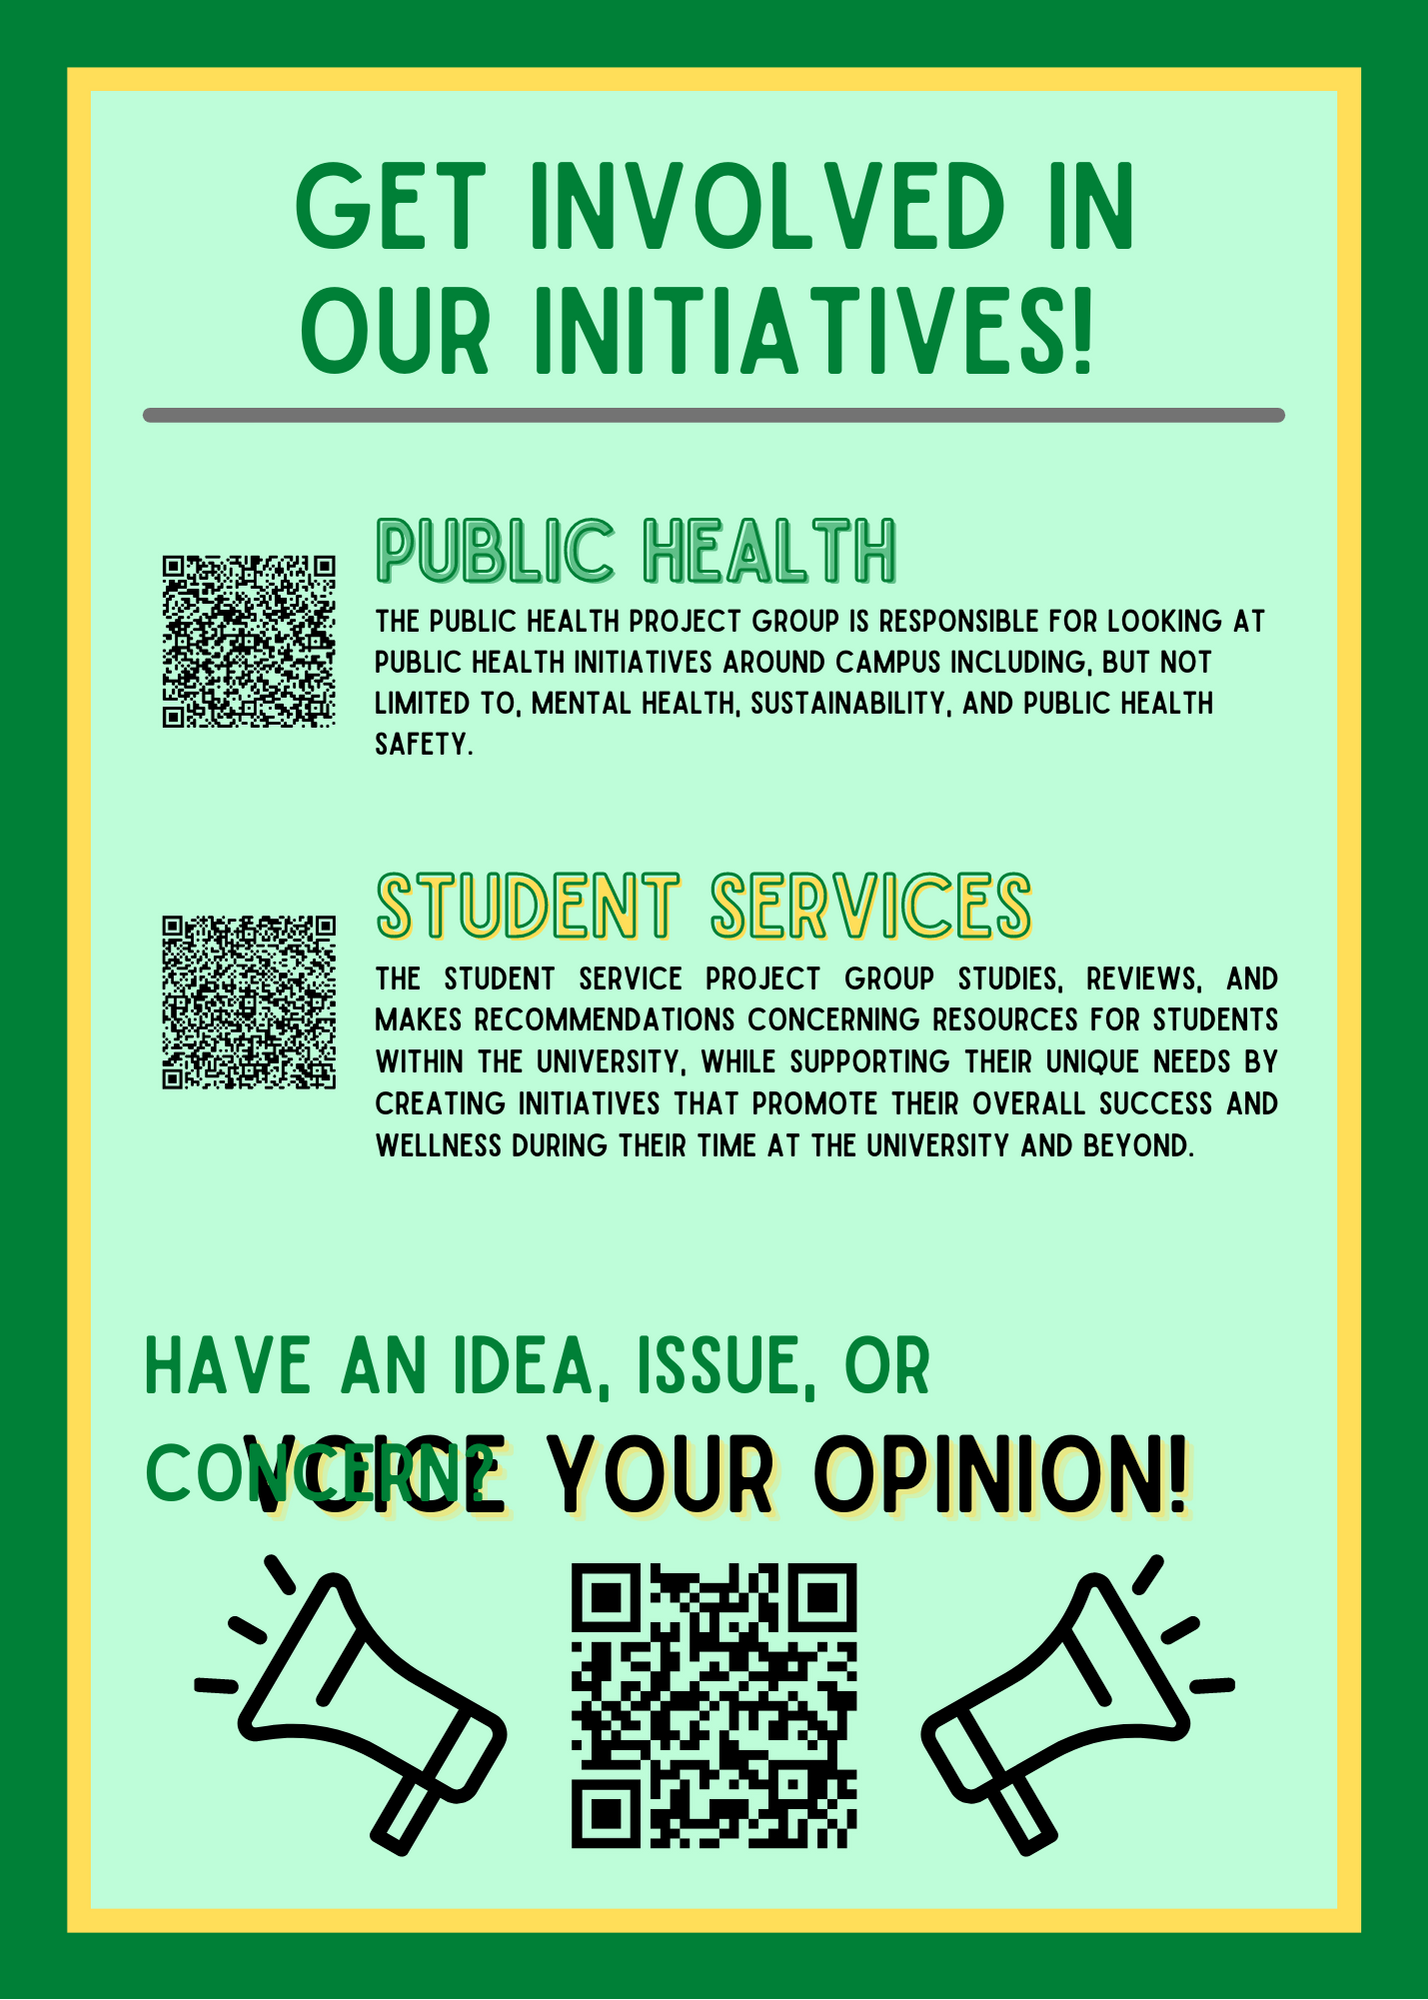 GET INVOLVED IN
OUR INITIATIVES!
PUBLIC HEALTH
THE PUBLIC HEALTH PROJECT GROUP IS RESPONSIBLE FOR LOOKING AT
PUBLIC HEALTH INITIATIVES AROUND CAMPUS INCLUDING, BUT NOT
LIMITED TO, MENTAL HEALTH, SUSTAINABILITY, AND PUBLIC HEALTH
SAFETY.
STUDENT SERVICES
THE STUDENT SERVICE PROJECT GROUP STUDIES, REVIEWS, AND
MAKES RECOMMENDATIONS CONCERNING RESOURCES FOR STUDENTS
WITHIN THE UNIVERSITY, WHILE SUPPORTING THEIR UNIQUE NEEDS BY
CREATING INITIATIVES THAT PROMOTE THEIR OVERALL SUCCESS AND
WELLNESS DURING THEIR TIME AT THE UNIVERSITY AND BEYOND.
HAVE AN IDEA, ISSUE, OR
CONCERN?
VOICE YOUR OPINION!